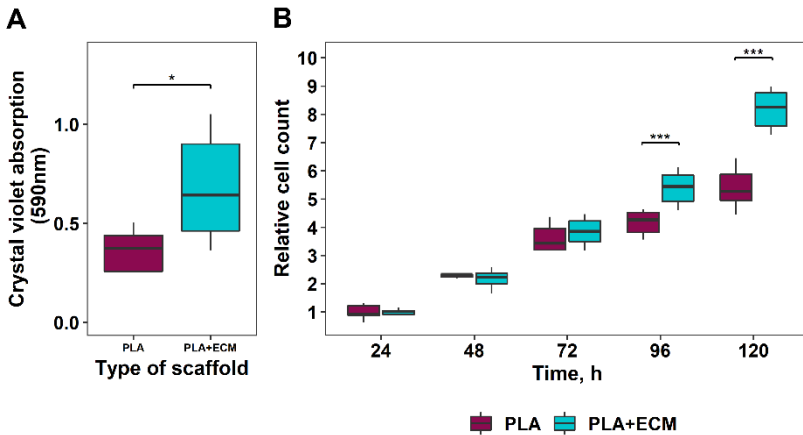 A
Crystal violet absorption
(590nm)
1.0
0.5
0.0
*
PLA
PLA+ECM
Type of scaffold
B
Relative cell count
10
9
8
7
6
5
4
3
2
1
***
***
24
48
72
96
120
Time, h
PLA
PLA+ECM